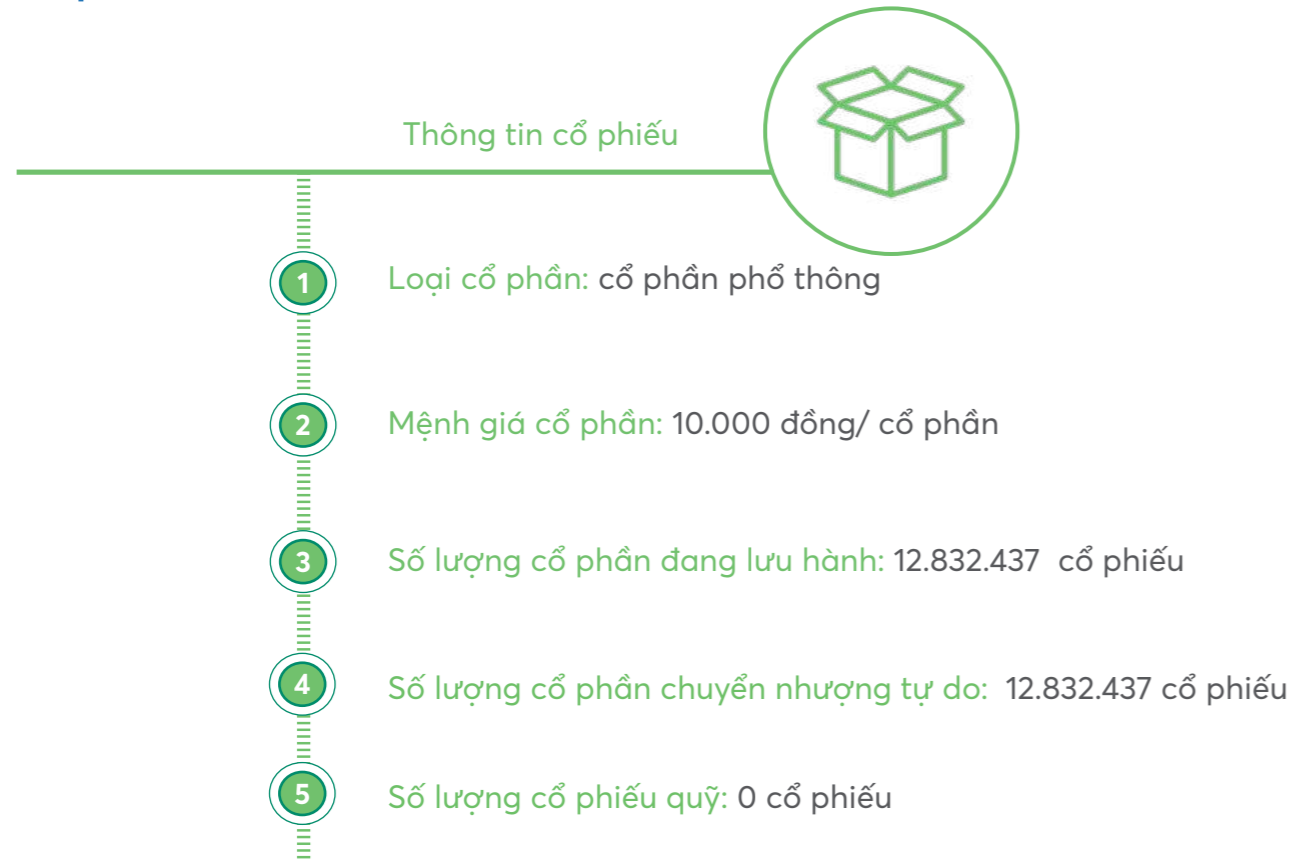 Thông tin cổ phiếu
1 Loại cổ phần: cổ phần phổ thông
2 Mệnh giá cổ phần: 10.000 đồng/ cổ phần
3 Số lượng cổ phần đang lưu hành: 12.832.437 cổ phiếu
4 Số lượng cổ phần chuyển nhượng tự do: 12.832.437 cổ phiếu
5 Số lượng cổ phiếu quỹ: 0 cổ phiếu